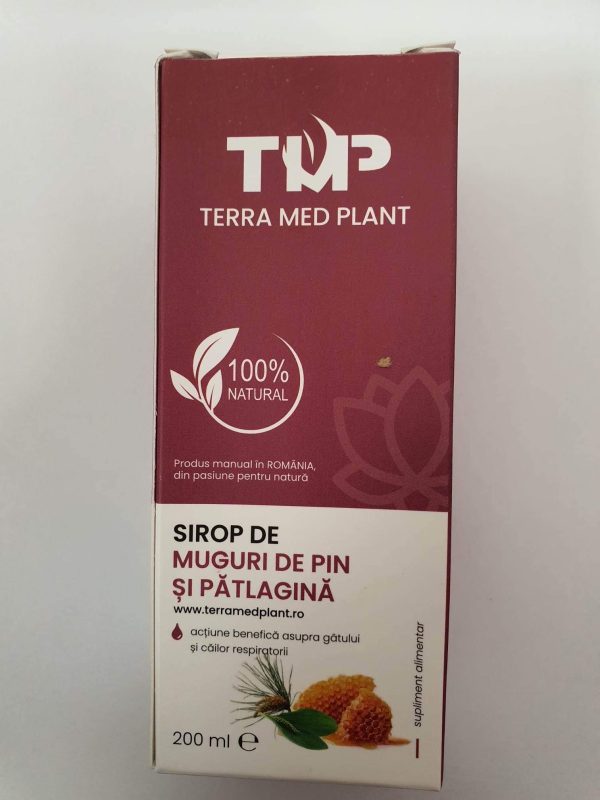 TMP
TERRA MED PLANT
100%
NATURAL
Produs manual în ROMÂNIA,
din pasiune pentru natură
SIROP DE
MUGURI DE PIN
ȘI PĂTLAGINĂ
www.terramedplant.ro
acțiune benefică asupra gâtului
și căilor respiratorii
supliment alimentar
200 ml ℮